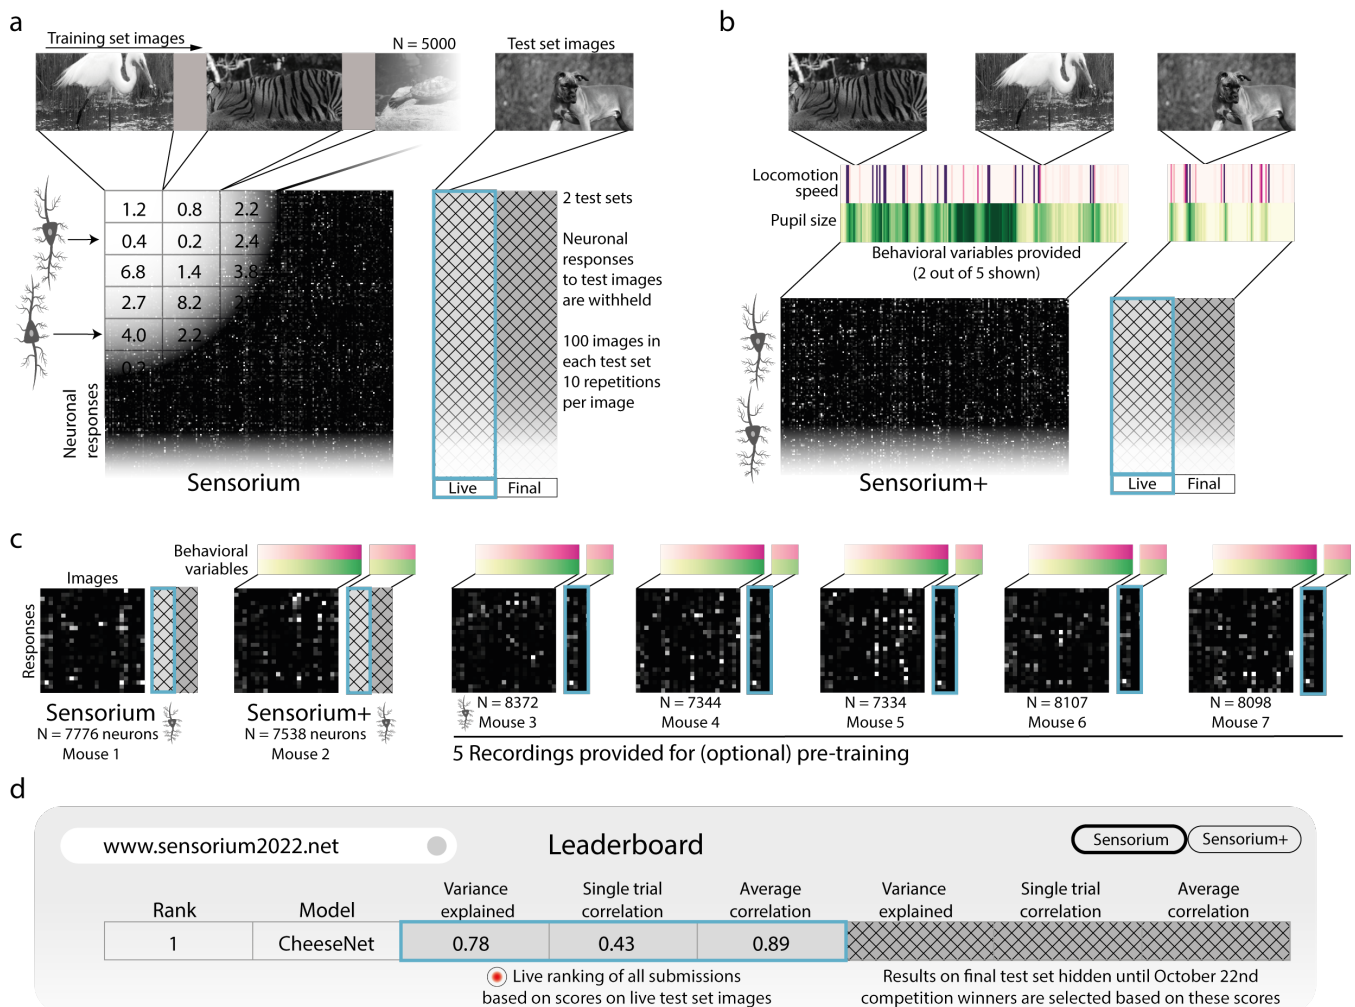 a
Training set images
N = 5000
Test set images
1.2 0.8 2.2
0.4 0.2 2.4
6.8 1.4 3.8
2.7 8.2
4.0 2.2
0.2
Neuronal
responses
Sensorium
2 test sets
Neuronal
responses
to test images
are withheld
100 images in
each test set
10 repetitions
per image
Live Final
b
Locomotion
speed
Pupil size
Behavioral variables provided
(2 out of 5 shown)
Sensorium+
Live Final
c
Behavioral
variables
Images
Responses
Sensorium
N = 7776 neurons
Mouse 1
Sensorium+
N = 7538 neurons
Mouse 2
N = 8372
Mouse 3
N = 7344
Mouse 4
N = 7334
Mouse 5
N = 8107
Mouse 6
N = 8098
Mouse 7
5 Recordings provided for (optional) pre-training
d
www.sensorium2022.net
Leaderboard
Sensorium Sensorium+
Rank
Model
Variance
explained
Single trial
correlation
Average
correlation
Variance
explained
Single trial
correlation
Average
correlation
1 CheeseNet 0.78 0.43 0.89
Live ranking of all submissions
based on scores on live test set images
Results on final test set hidden until October 22nd
competition winners are selected based on these scores